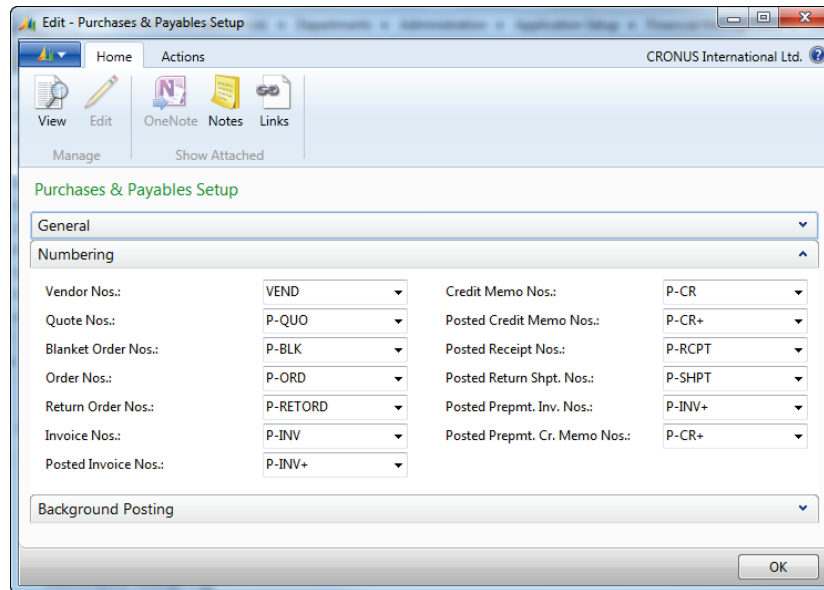 Edit - Purchases & Payables Setup
Home Actions CRONUS International Ltd.
View Edit OneNote Notes Links
Manage Show Attached
Purchases & Payables Setup
General
Numbering
Vendor Nos.: VEND Credit Memo Nos.: P-CR
Quote Nos.: P-QUO Posted Credit Memo Nos.: P-CR+
Blanket Order Nos.: P-BLK Posted Receipt Nos.: P-RCPT
Order Nos.: P-ORD Posted Return Shpt. Nos.: P-SHPT
Return Order Nos.: P-RETORD Posted Prepmt. Inv. Nos.: P-INV+
Invoice Nos.: P-INV Posted Prepmt. Cr. Memo Nos.: P-CR+
Posted Invoice Nos.: P-INV+
Background Posting
OK